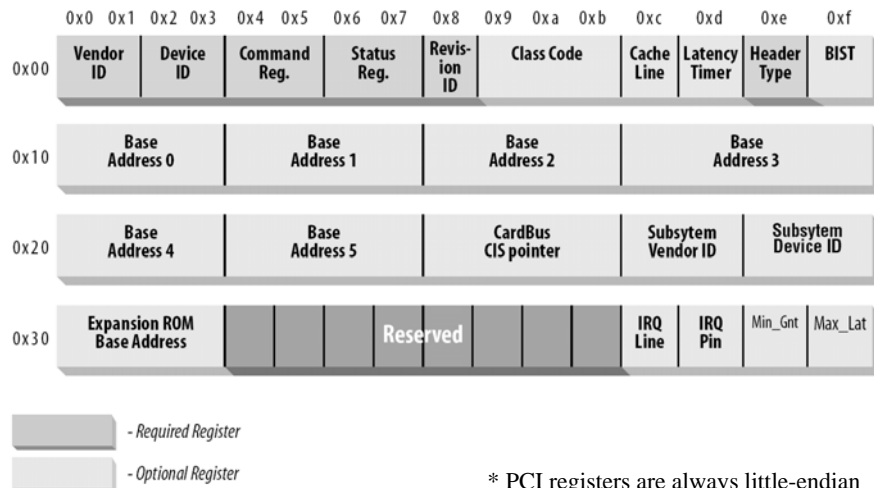 0x0 0x1 0x2 0x3 0x4 0x5 0x6 0x7 0x8 0x9 0xa 0xb 0xc 0xd 0xe 0xf
0x00
Vendor
ID
Device
ID
Command
Reg.
Status
Reg.
Revis-
ion
ID
Class Code
Cache
Line
Latency
Timer
Header
Type
BIST
0x10
Base
Address 0
Base
Address 1
Base
Address 2
Base
Address 3
0x20
Base
Address 4
Base
Address 5
CardBus
CIS pointer
Subsytem
Vendor ID
Subsytem
Device ID
0x30
Expansion ROM
Base Address
Reserved
IRQ
Line
IRQ
Pin
Min_Gnt
Max_Lat
- Required Register
- Optional Register
* PCI registers are always little-endian